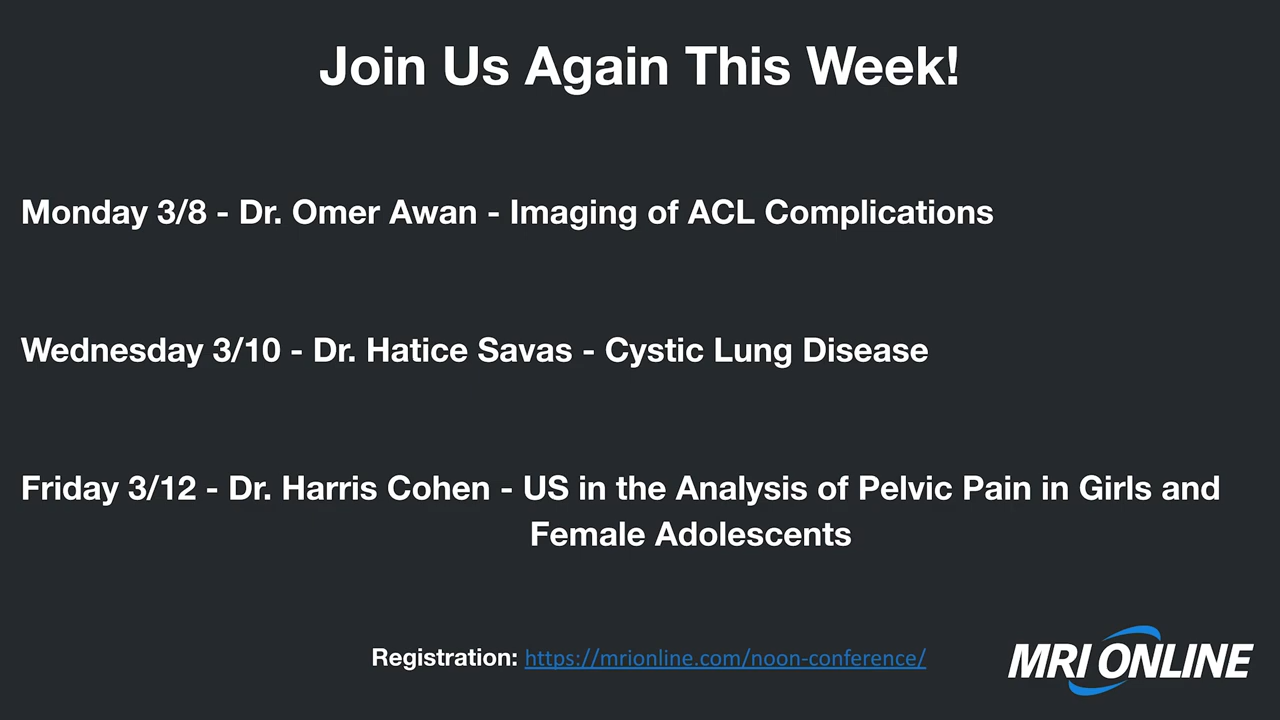 Join Us Again This Week!
Monday 3/8 - Dr. Omer Awan - Imaging of ACL Complications
Wednesday 3/10 - Dr. Hatice Savas - Cystic Lung Disease
Friday 3/12 - Dr. Harris Cohen - US in the Analysis of Pelvic Pain in Girls and
Female Adolescents
Registration: https://mrionline.com/noon-conference/
MRI ONLINE